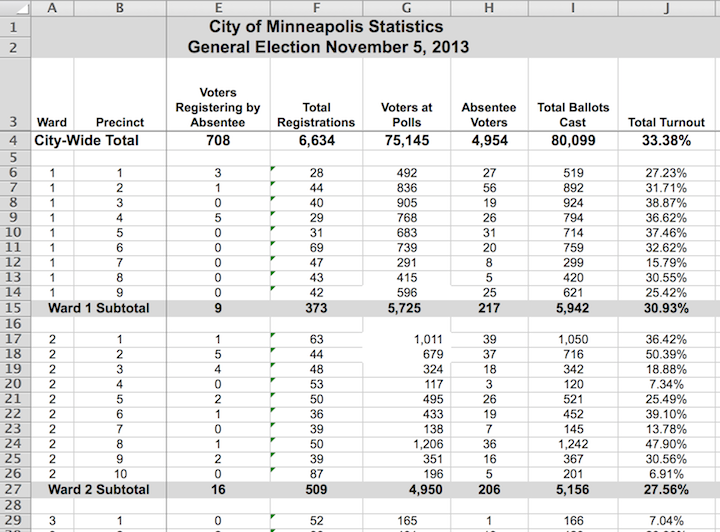 A B E F G H I J
1 City of Minneapolis Statistics
2 General Election November 5, 2013
Voters
Registering by Total Voters at Absentee Total Ballots
3 Ward Precinct Absentee Registrations Polls Voters Cast Total Turnout
4 City-Wide Total 708 6,634 75,145 4,954 80,099 33.38%
5
6 1 1 3 28 492 27 519 27.23%
7 1 2 1 44 836 56 892 31.71%
8 1 3 0 40 905 19 924 38.87%
9 1 4 5 29 768 26 794 36.62%
10 1 5 0 31 683 31 714 37.46%
11 1 6 0 69 739 20 759 32.62%
12 1 7 0 47 291 8 299 15.79%
13 1 8 0 43 415 5 420 30.55%
14 1 9 0 42 596 25 621 25.42%
15 Ward 1 Subtotal 9 373 5,725 217 5,942 30.93%
16
17 2 1 1 63 1,011 39 1,050 36.42%
18 2 2 5 44 679 37 716 50.39%
19 2 3 4 48 324 18 342 18.88%
20 2 4 0 53 117 3 120 7.34%
21 2 5 2 50 495 26 521 25.49%
22 2 6 1 36 433 19 452 39.10%
23 2 7 0 39 138 7 145 13.78%
24 2 8 1 50 1,206 36 1,242 47.90%
25 2 9 2 39 351 16 367 30.56%
26 2 10 0 87 196 5 201 6.91%
27 Ward 2 Subtotal 16 509 4,950 206 5,156 27.56%
28
29 3 1 0 52 165 1 166 7.04%